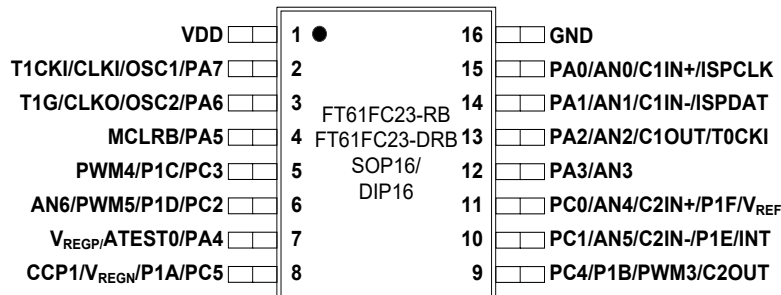 VDD 1 16 GND
T1CKI/CLKI/OSC1/PA7 2 15 PA0/AN0/C1IN+/ISPCLK
T1G/CLKO/OSC2/PA6 3 14 PA1/AN1/C1IN-/ISPDAT
FT61FC23-RB
MCLRB/PA5 4 FT61FC23-DRB 13 PA2/AN2/C1OUT/T0CKI
SOP16/
PWM4/P1C/PC3 5 12 PA3/AN3
DIP16
AN6/PWM5/P1D/PC2 6 11 PC0/AN4/C2IN+/P1F/VREF
VREGP/ATEST0/PA4 7 10 PC1/AN5/C2IN-/P1E/INT
CCP1/VREGN/P1A/PC5 8 9 PC4/P1B/PWM3/C2OUT